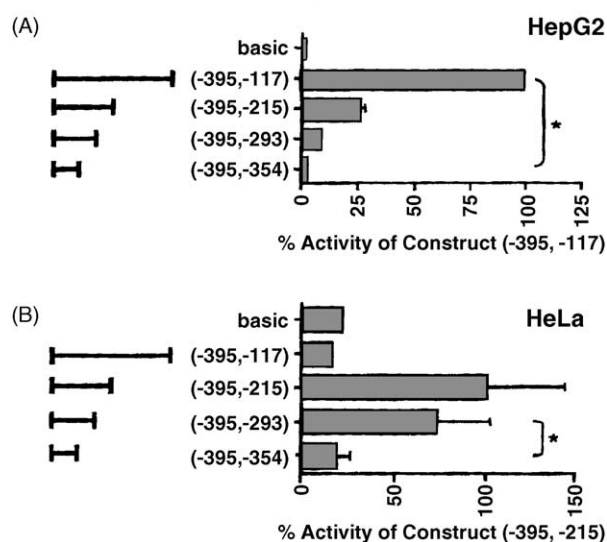 (A)
HepG2
basic
(-395,-117)
(-395,-215)
(-395,-293)
(-395,-354)
*
0 25 50 75 100 125
% Activity of Construct (-395, -117)
(B)
HeLa
basic
(-395,-117)
(-395,-215)
(-395,-293)
(-395,-354)
*
0 50 100 150
% Activity of Construct (-395, -215)